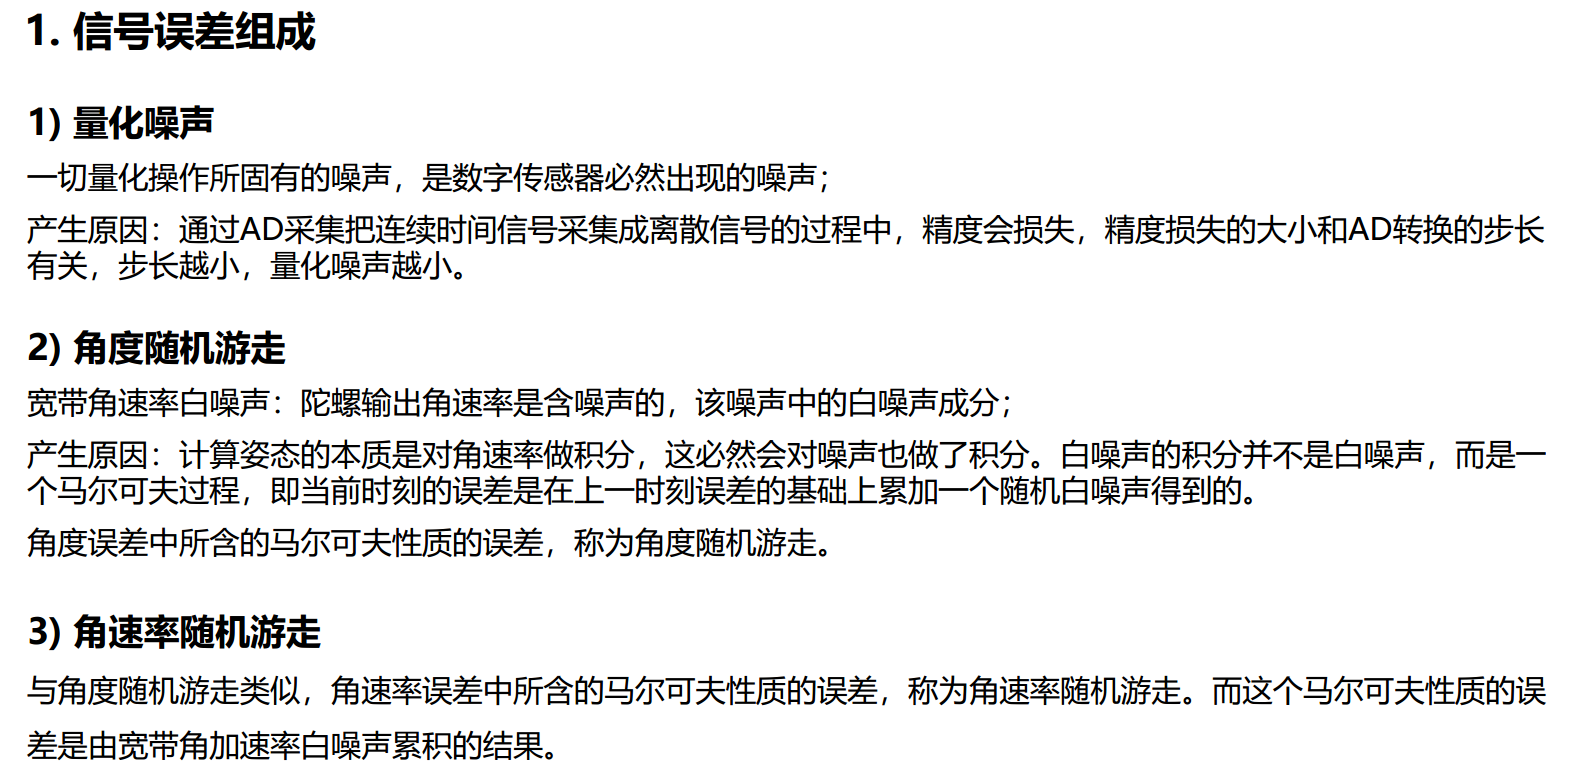 1. 信号误差组成
1) 量化噪声
一切量化操作所固有的噪声，是数字传感器必然出现的噪声；
产生原因：通过AD采集把连续时间信号采集成离散信号的过程中，精度会损失，精度损失的大小和AD转换的步长
有关，步长越小，量化噪声越小。
2) 角度随机游走
宽带角速率白噪声：陀螺输出角速率是含噪声的，该噪声中的白噪声成分；
产生原因：计算姿态的本质是对角速率做积分，这必然会对噪声也做了积分。白噪声的积分并不是白噪声，而是一
个马尔可夫过程，即当前时刻的误差是在上一时刻误差的基础上累加一个随机白噪声得到的。
角度误差中所含的马尔可夫性质的误差，称为角度随机游走。
3) 角速率随机游走
与角度随机游走类似，角速率误差中所含的马尔可夫性质的误差，称为角速率随机游走。而这个马尔可夫性质的误
差是由宽带角加速率白噪声累积的结果。